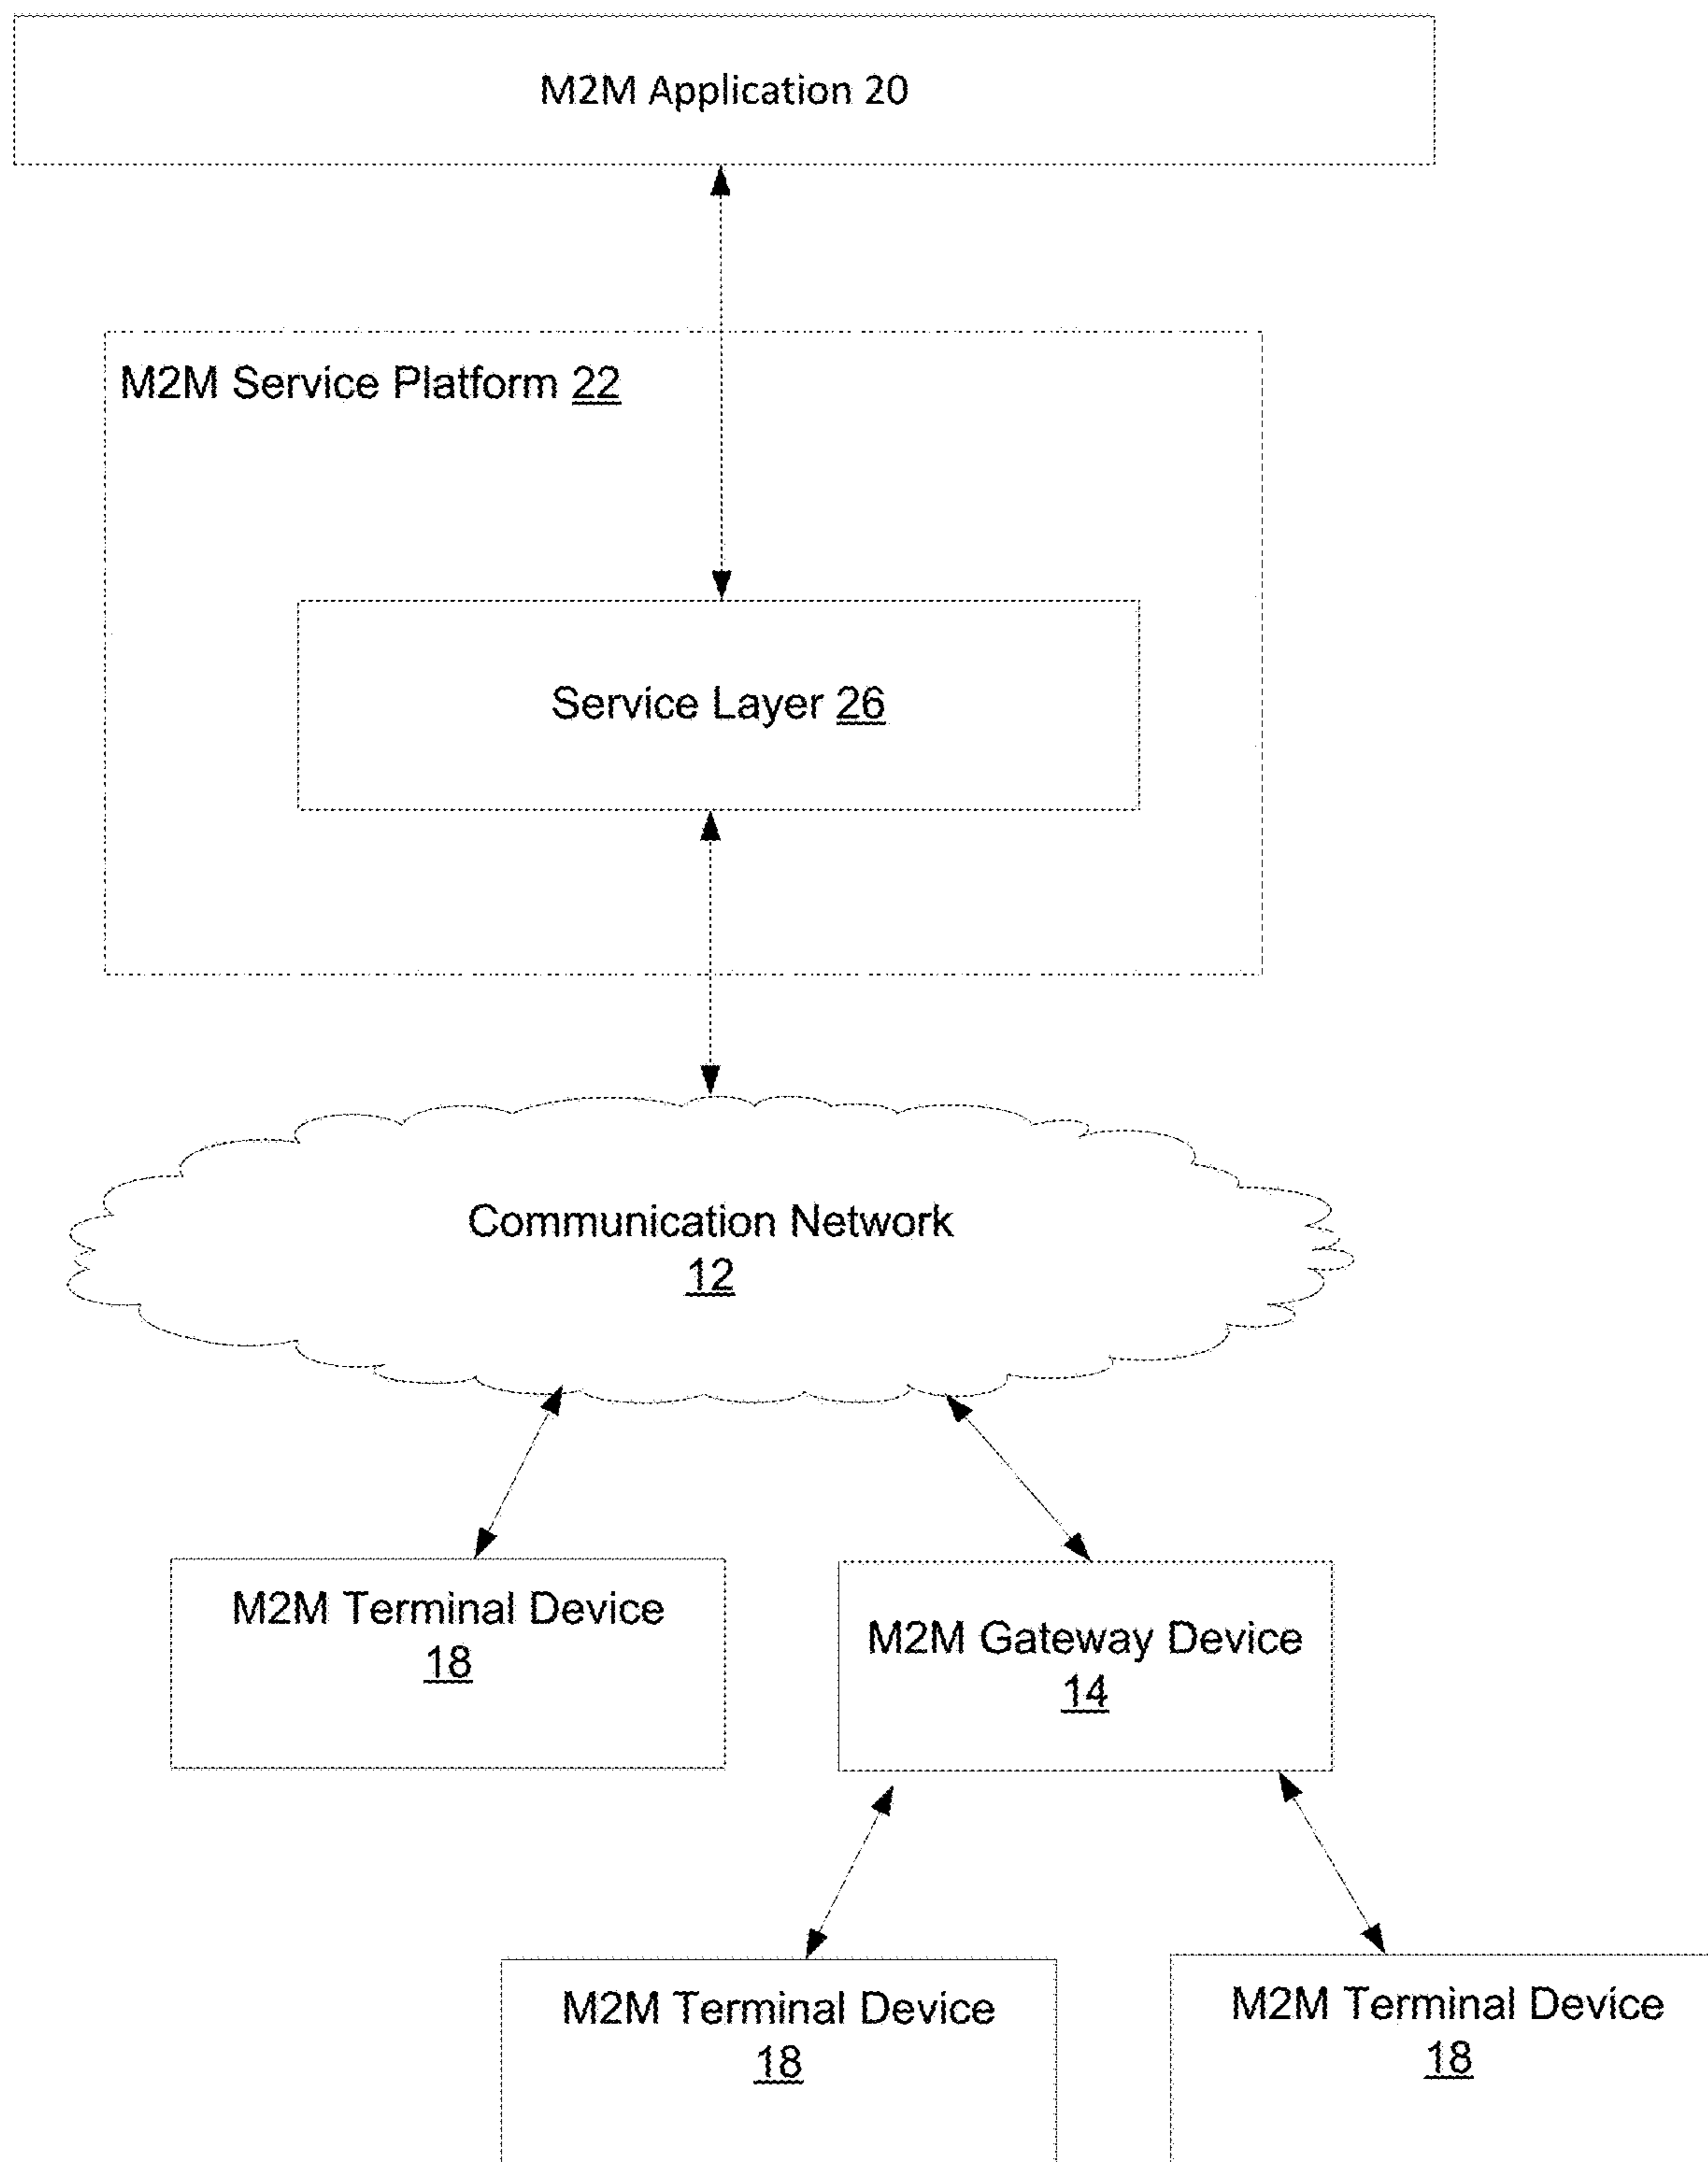 M2M Application 20
M2M Service Platform 22
Service Layer 26
Communication Network
12
M2M Terminal Device
18
M2M Gateway Device
14
M2M Terminal Device
18
M2M Terminal Device
18